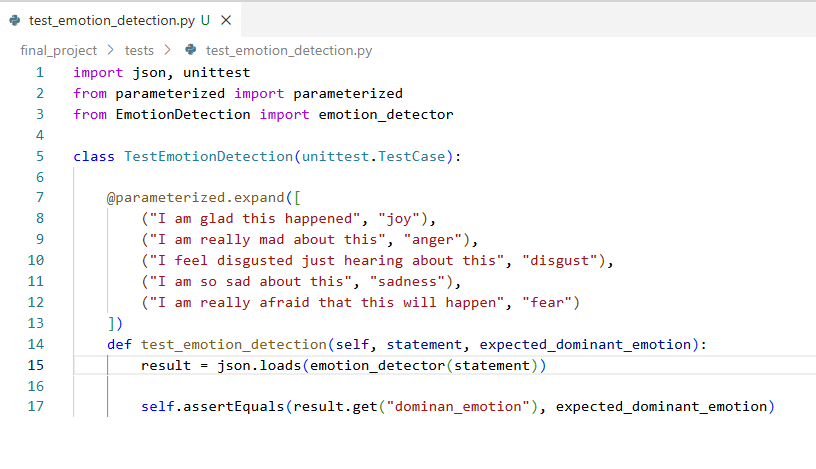 test_emotion_detection.py U ×
final_project > tests > test_emotion_detection.py
1 import json, unittest
2 from parameterized import parameterized
3 from EmotionDetection import emotion_detector
4
5 class TestEmotionDetection(unittest.TestCase):
6
7 @parameterized.expand([
8 ("I am glad this happened", "joy"),
9 ("I am really mad about this", "anger"),
10 ("I feel disgusted just hearing about this", "disgust"),
11 ("I am so sad about this", "sadness"),
12 ("I am really afraid that this will happen", "fear")
13 ])
14 def test_emotion_detection(self, statement, expected_dominant_emotion):
15 result = json.loads(emotion_detector(statement))
16
17 self.assertEquals(result.get("dominan_emotion"), expected_dominant_emotion)